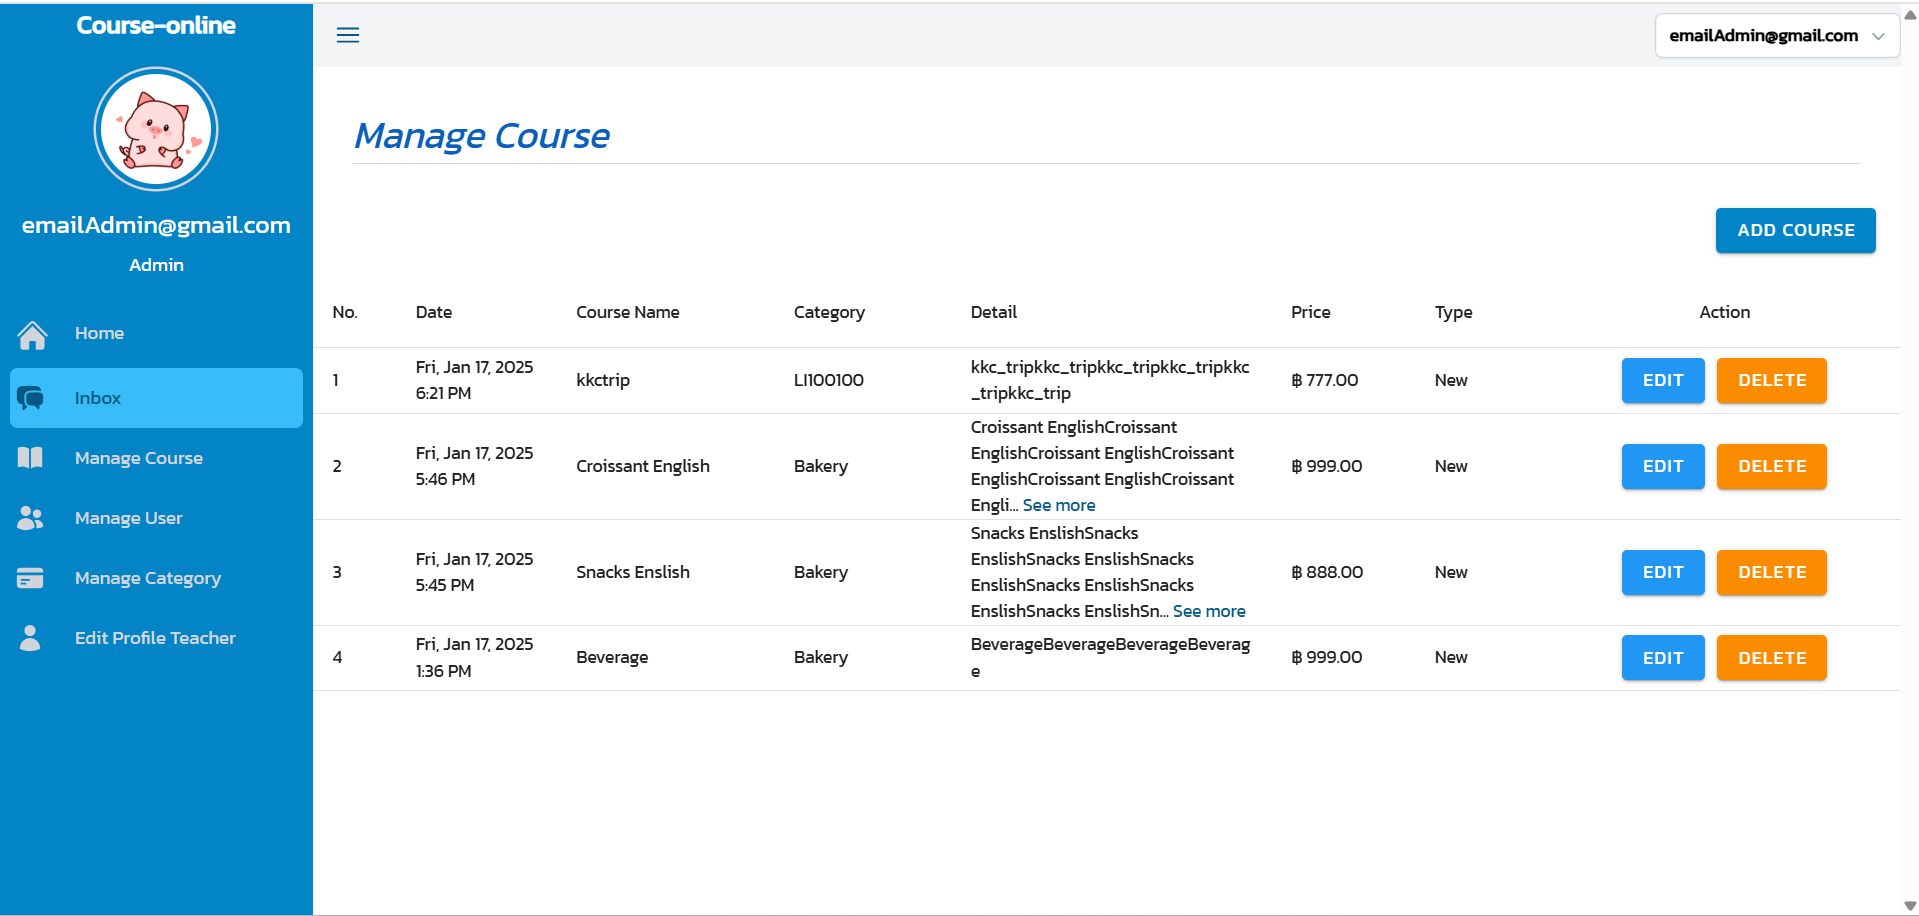 Course-online
emailAdmin@gmail.com
Admin
Home
Inbox
Manage Course
Manage User
Manage Category
Edit Profile Teacher
emailAdmin@gmail.com
Manage Course
ADD COURSE
No. Date Course Name Category Detail Price Type Action
1 Fri, Jan 17, 2025 6:21 PM kkctrip LI100100 kkc_tripkkc_tripkkc_tripkkc_tripkkc _tripkkc_trip ฿ 777.00 New EDIT DELETE
2 Fri, Jan 17, 2025 5:46 PM Croissant English Bakery Croissant EnglishCroissant EnglishCroissant EnglishCroissant EnglishCroissant EnglishCroissant Engli... See more ฿ 999.00 New EDIT DELETE
3 Fri, Jan 17, 2025 5:45 PM Snacks Enslish Bakery Snacks EnslishSnacks EnslishSnacks EnslishSnacks EnslishSnacks EnslishSnacks EnslishSnacks EnslishSn... See more ฿ 888.00 New EDIT DELETE
4 Fri, Jan 17, 2025 1:36 PM Beverage Bakery BeverageBeverageBeverageBeverag e ฿ 999.00 New EDIT DELETE